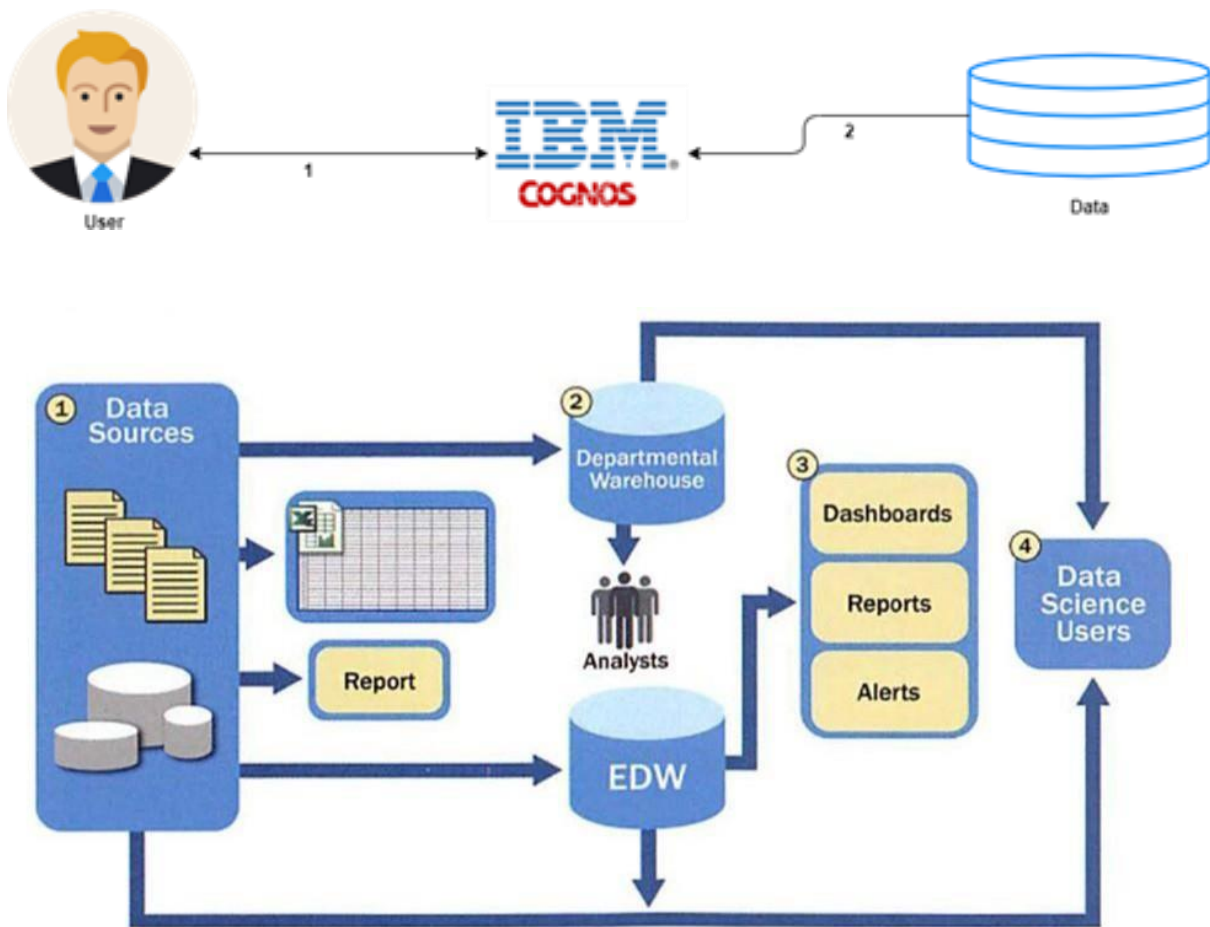 IBM®
COGNOS
1
2
User
Data
1
Data
Sources
2
Departmental
Warehouse
3
Dashboards
Reports
Alerts
4
Data
Science
Users
Report
Analysts
EDW